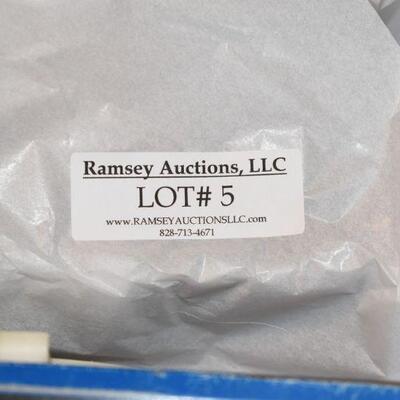 Ramsey Auctions, LLC
LOT# 5
www.RAMSEYAUCTIONSLLC.com
828-713-4671